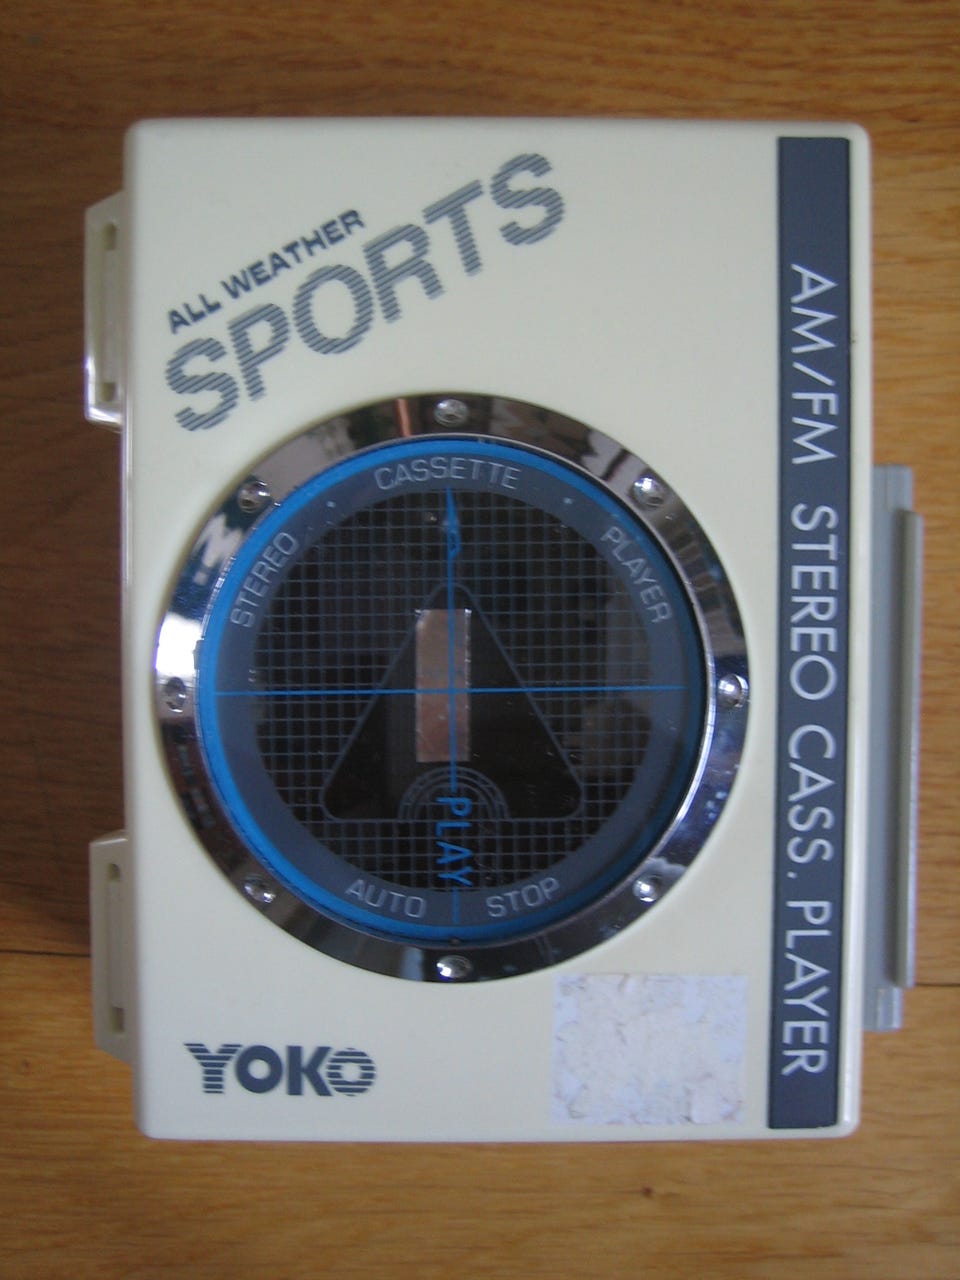 ALL WEATHER
SPORTS
AM/FM STEREO CASS. PLAYER
STEREO · CASSETTE · PLAYER
PLAY
AUTO STOP
YOKO